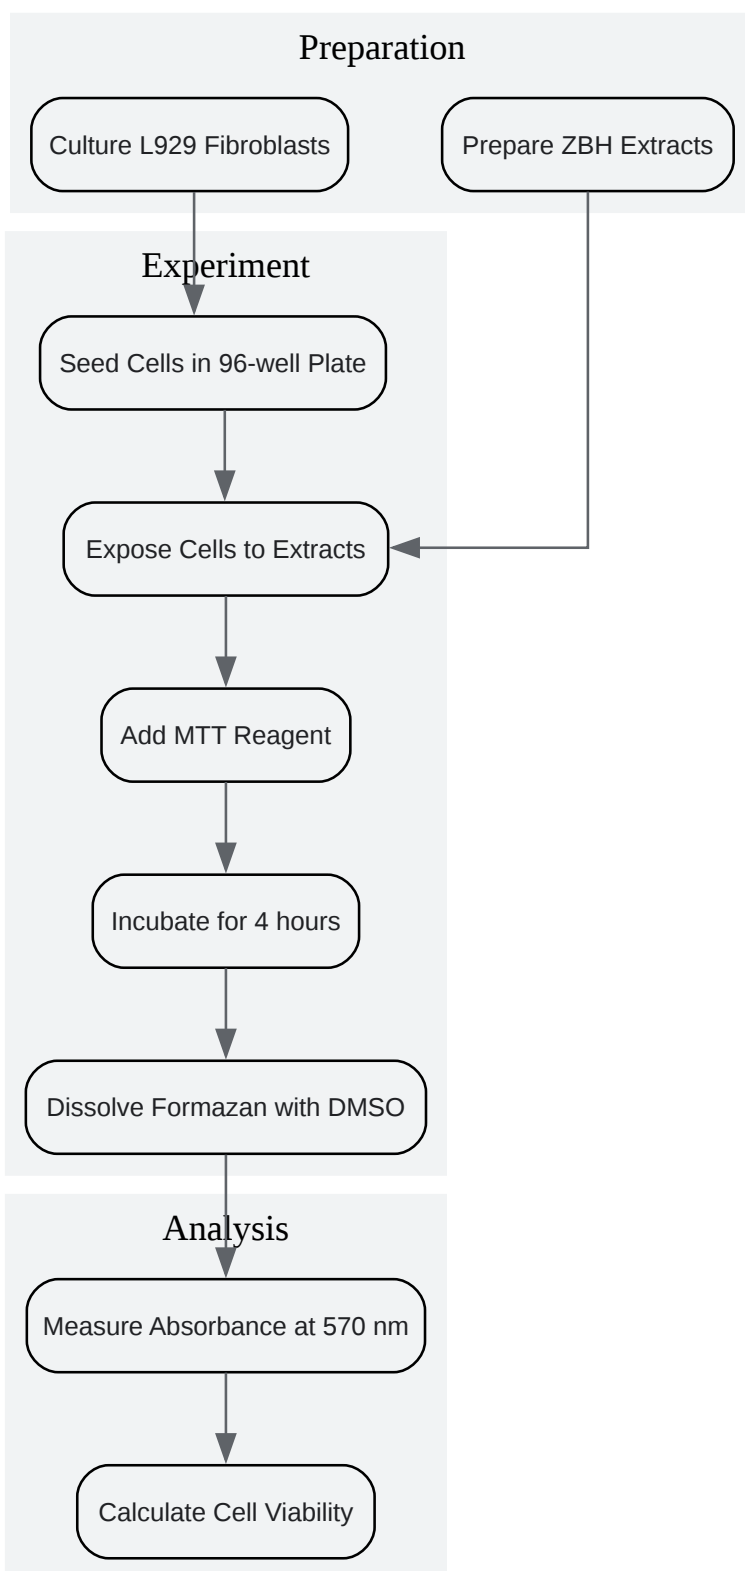 Preparation
Culture L929 Fibroblasts
Prepare ZBH Extracts
Experiment
Seed Cells in 96-well Plate
Expose Cells to Extracts
Add MTT Reagent
Incubate for 4 hours
Dissolve Formazan with DMSO
Analysis
Measure Absorbance at 570 nm
Calculate Cell Viability